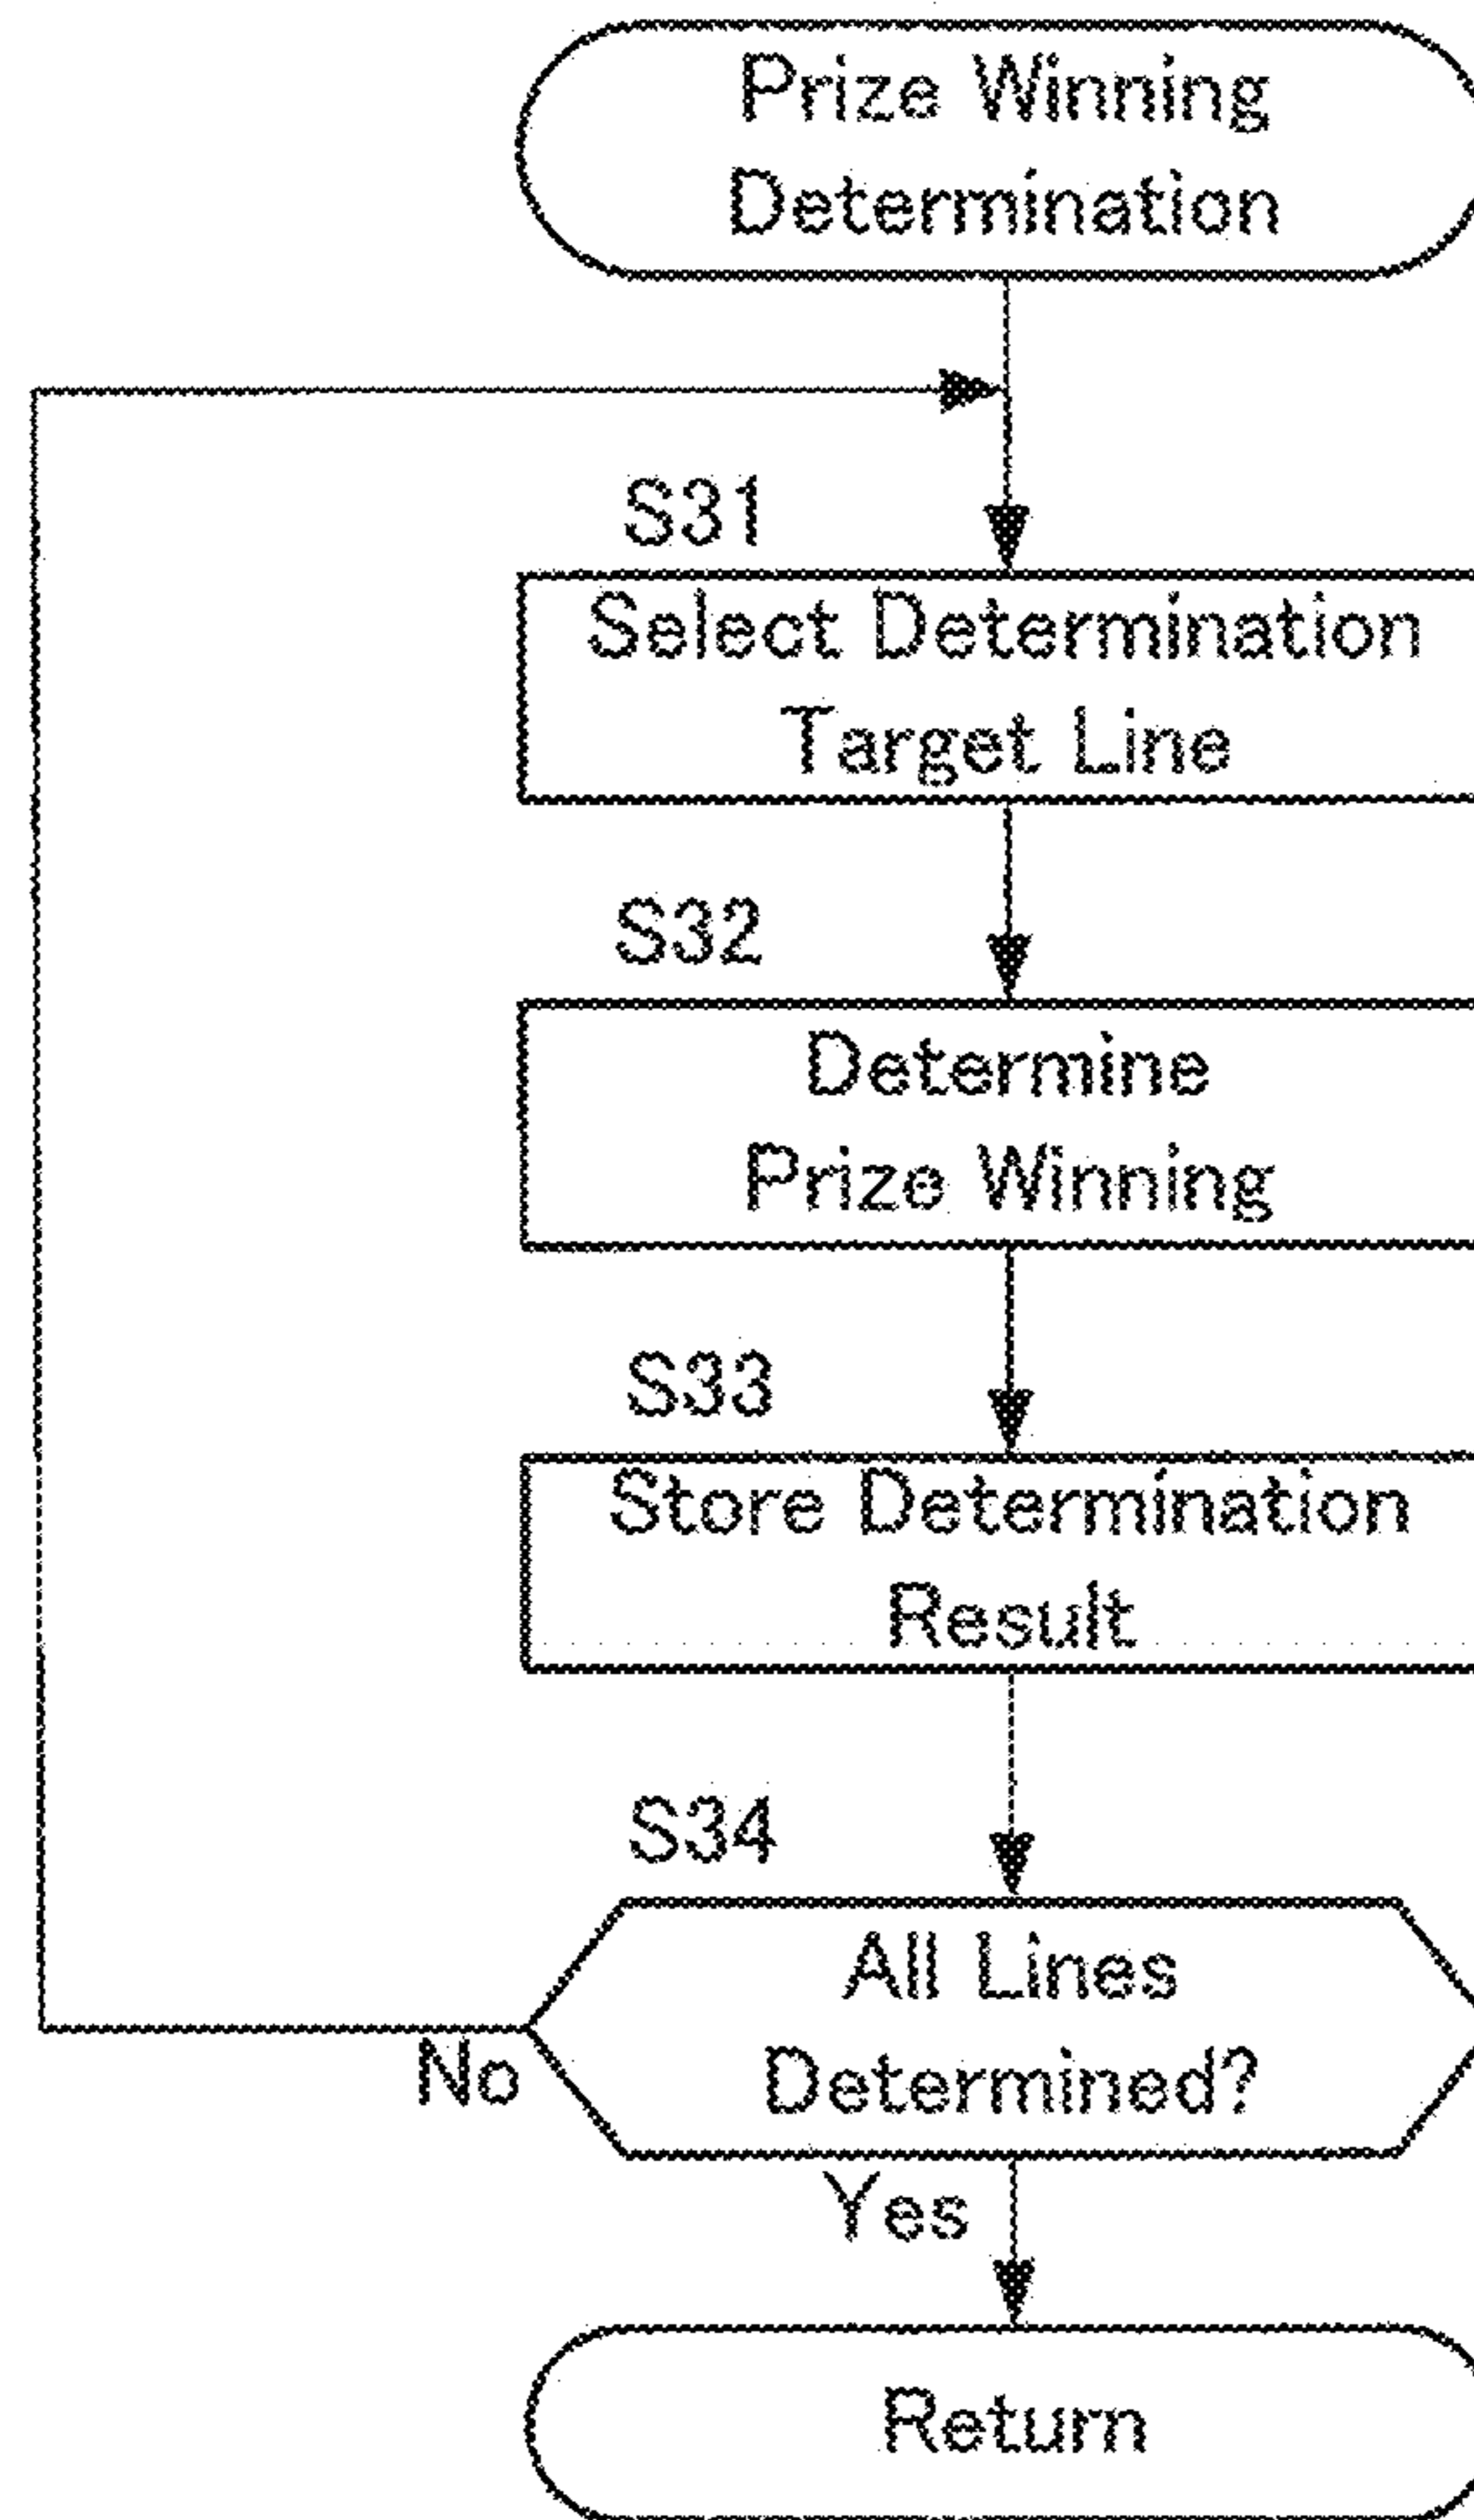 Prize Winning
Determination
S31
Select Determination
Target Line
S32
Determine
Prize Winning
S33
Store Determination
Result
S34
All Lines
Determined?
No
Yes
Return